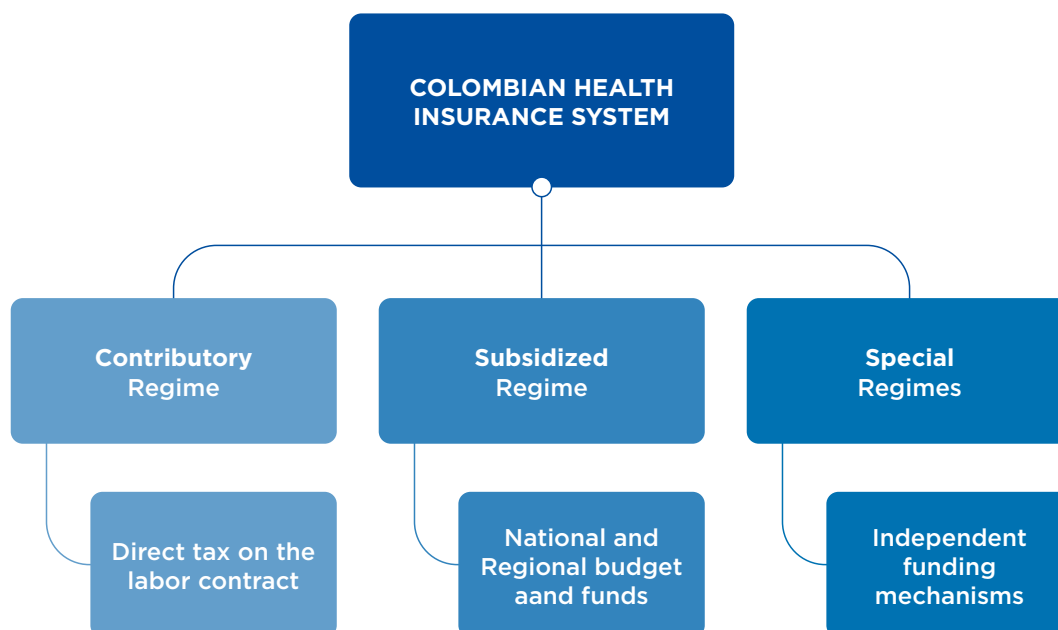 COLOMBIAN HEALTH
INSURANCE SYSTEM
Contributory
Regime
Subsidized
Regime
Special
Regimes
Direct tax on the
labor contract
National and
Regional budget
aand funds
Independent
funding
mechanisms